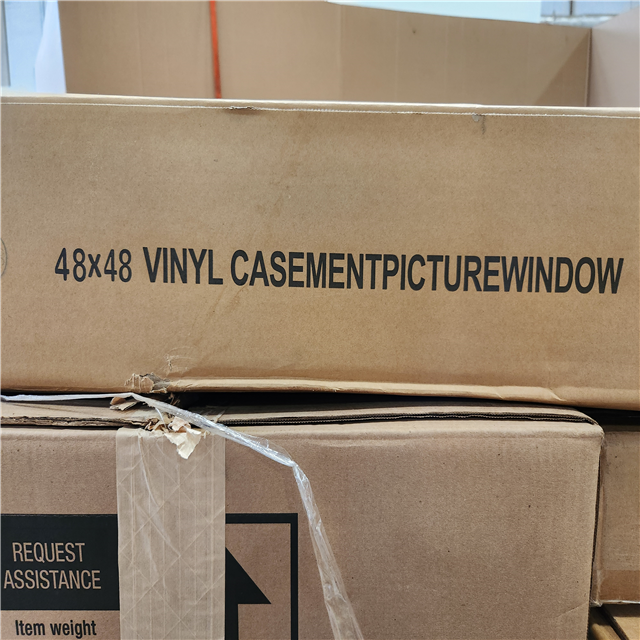 48x48 VINYL CASEMENTPICTUREWINDOW
REQUEST
ASSISTANCE
Item weight